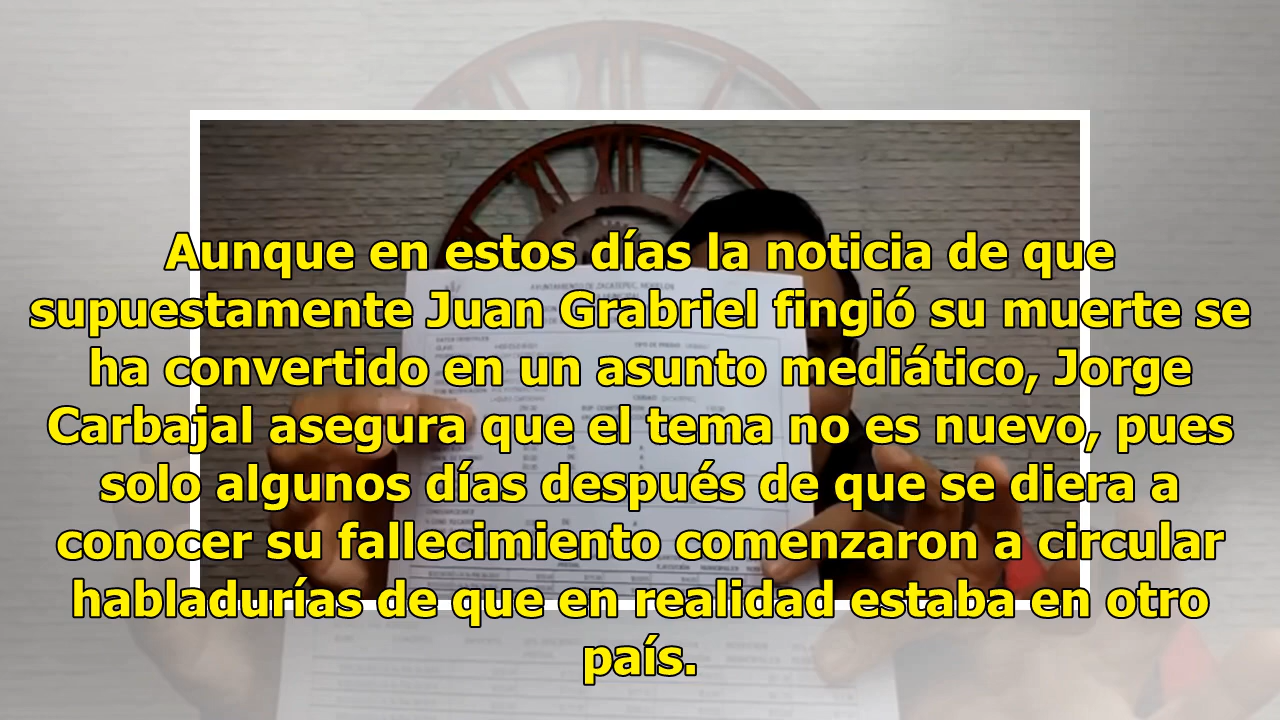 Aunque en estos días la noticia de que
supuestamente Juan Grabriel fingió su muerte se
ha convertido en un asunto mediático, Jorge
Carbajal asegura que el tema no es nuevo, pues
solo algunos días después de que se diera a
conocer su fallecimiento comenzaron a circular
habladurías de que en realidad estaba en otro
país.